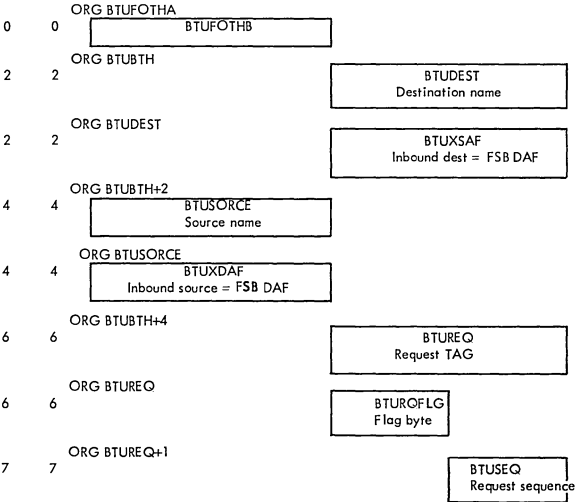 ORG BTUFOTHA
0 0 BTUFOTHB
ORG BTUBTH
2 2 BTUDEST
Destination name
ORG BTUDEST
2 2 BTUXSAF
Inbound dest = FSB DAF
ORG BTUBTH+2
4 4 BTUSORCE
Source name
ORG BTUSORCE
4 4 BTUXDAF
Inbound source = FSB DAF
ORG BTUBTH+4
6 6 BTUREQ
Request TAG
ORG BTUREQ
6 6 BTURQFLG
Flag byte
ORG BTUREQ+1
7 7 BTUSEQ
Request sequence